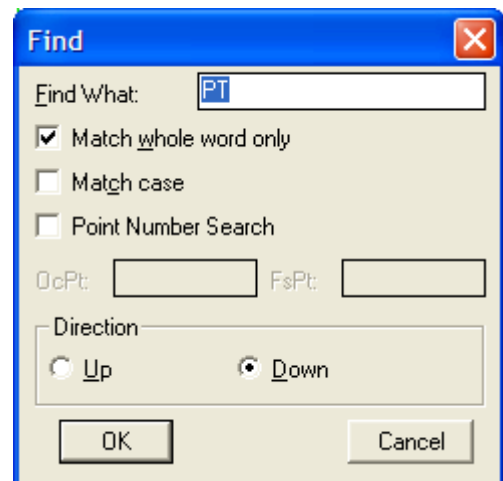 Find
Find What: PT
Match whole word only
Match case
Point Number Search
OcPt: FsPt:
Direction
Up Down
OK Cancel